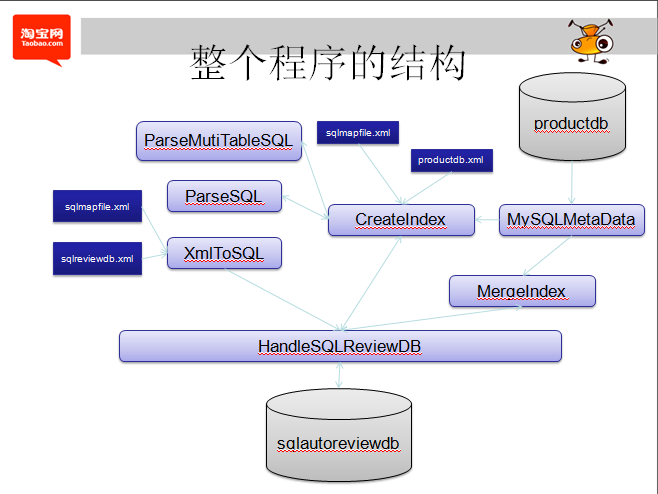 淘宝网
Taobao.com
整个程序的结构
productdb
ParseMutiTableSQL
sqlmapfile.xml
productdb.xml
ParseSQL
sqlmapfile.xml
CreateIndex
MySQLMetaData
XmlToSQL
sqlreviewdb.xml
MergeIndex
HandleSQLReviewDB
sqlautoreviewdb